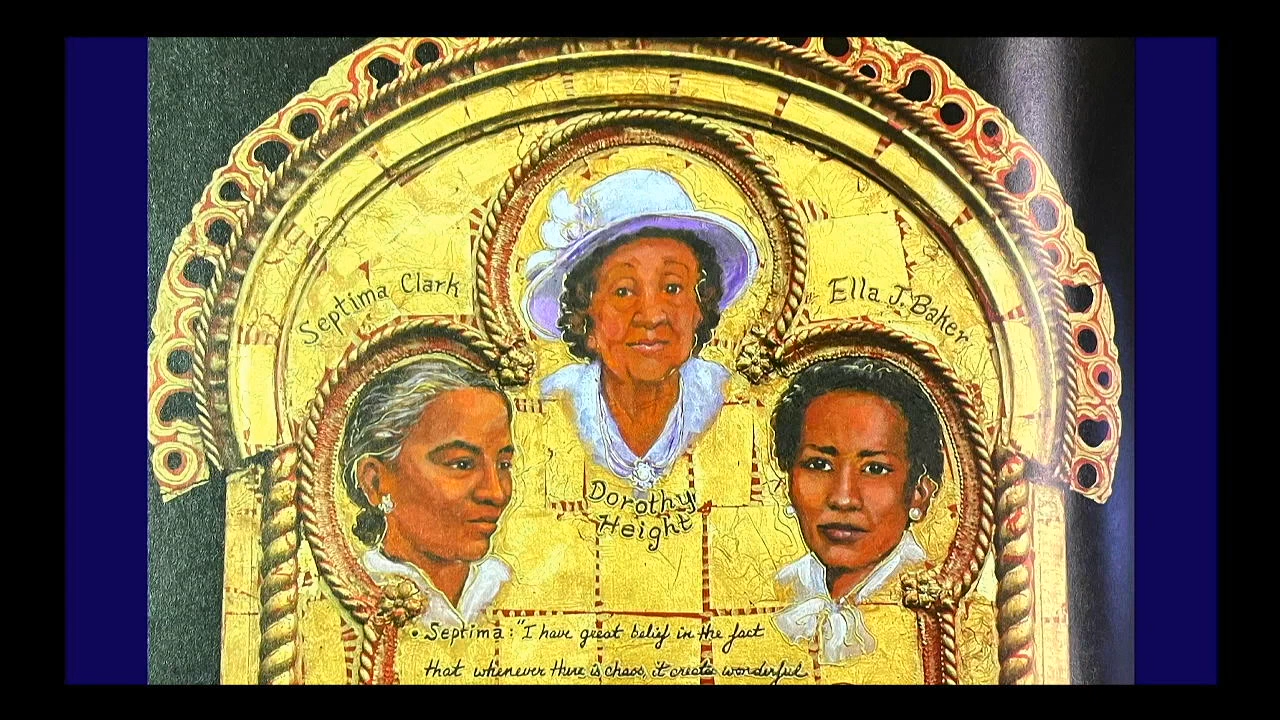 Septima Clark
Ella J. Baker
Dorothy
Height
• Septima: "I have great belief in the fact
that whenever there is chaos, it creates wonderful